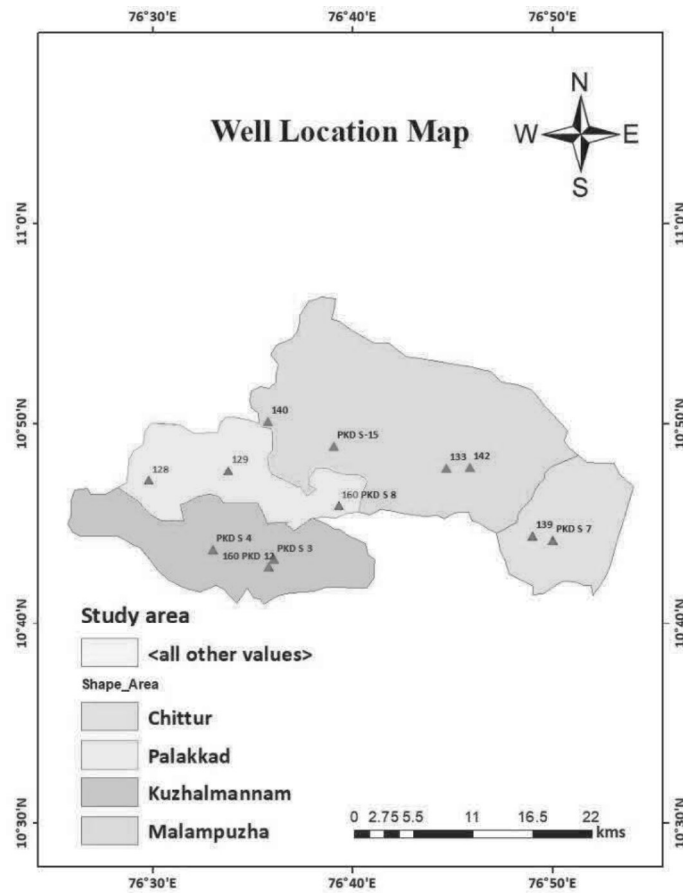 76°30'E 76°40'E 76°50'E
Well Location Map
N
W E
S
11°0'N 11°0'N
140
10°50'N 10°50'N
PKD S-15
129
133 142
128
160 PKD S 8
139
PKD S 7
PKD S 4
PKD S 3
160 PKD 12
Study area
10°40'N 10°40'N
<all other values>
Shape_Area
Chittur
Palakkad
Kuzhalmannam
Malampuzha
0 2.75 5.5 11 16.5 22
kms
10°30'N 10°30'N
76°30'E 76°40'E 76°50'E